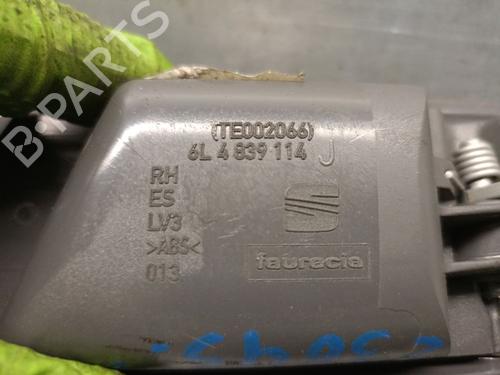 (TE002066)
6L 4 839 114 J
RH
ES
LV3
>ABS<
013
faurecia
B-PARTS